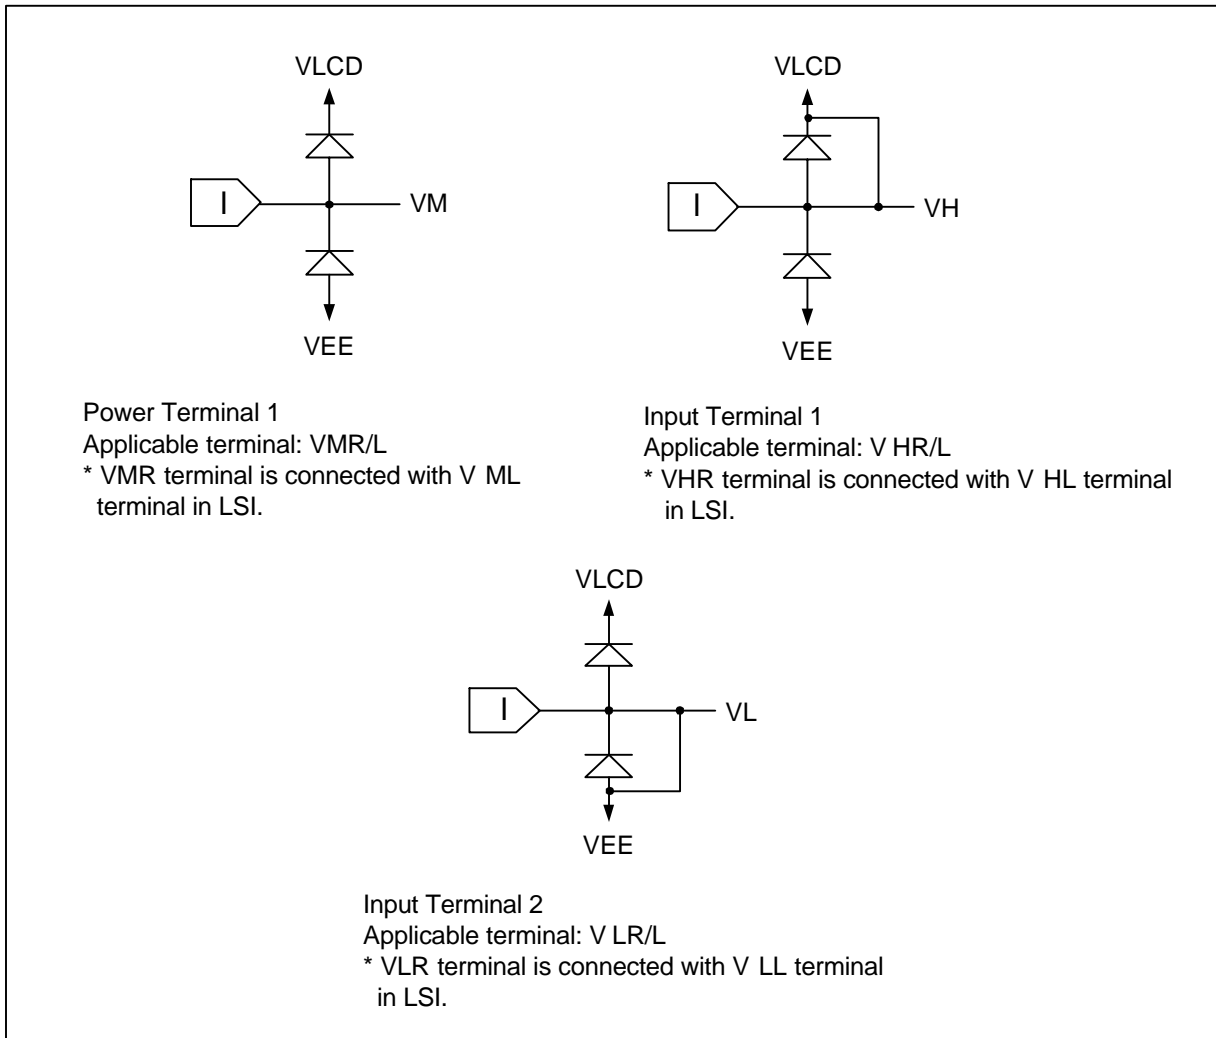 VLCD
I
VM
VEE
Power Terminal 1
Applicable terminal: VMR/L
* VMR terminal is connected with V ML
terminal in LSI.
VLCD
I
VH
VEE
Input Terminal 1
Applicable terminal: V HR/L
* VHR terminal is connected with V HL terminal
in LSI.
VLCD
I
VL
VEE
Input Terminal 2
Applicable terminal: V LR/L
* VLR terminal is connected with V LL terminal
in LSI.